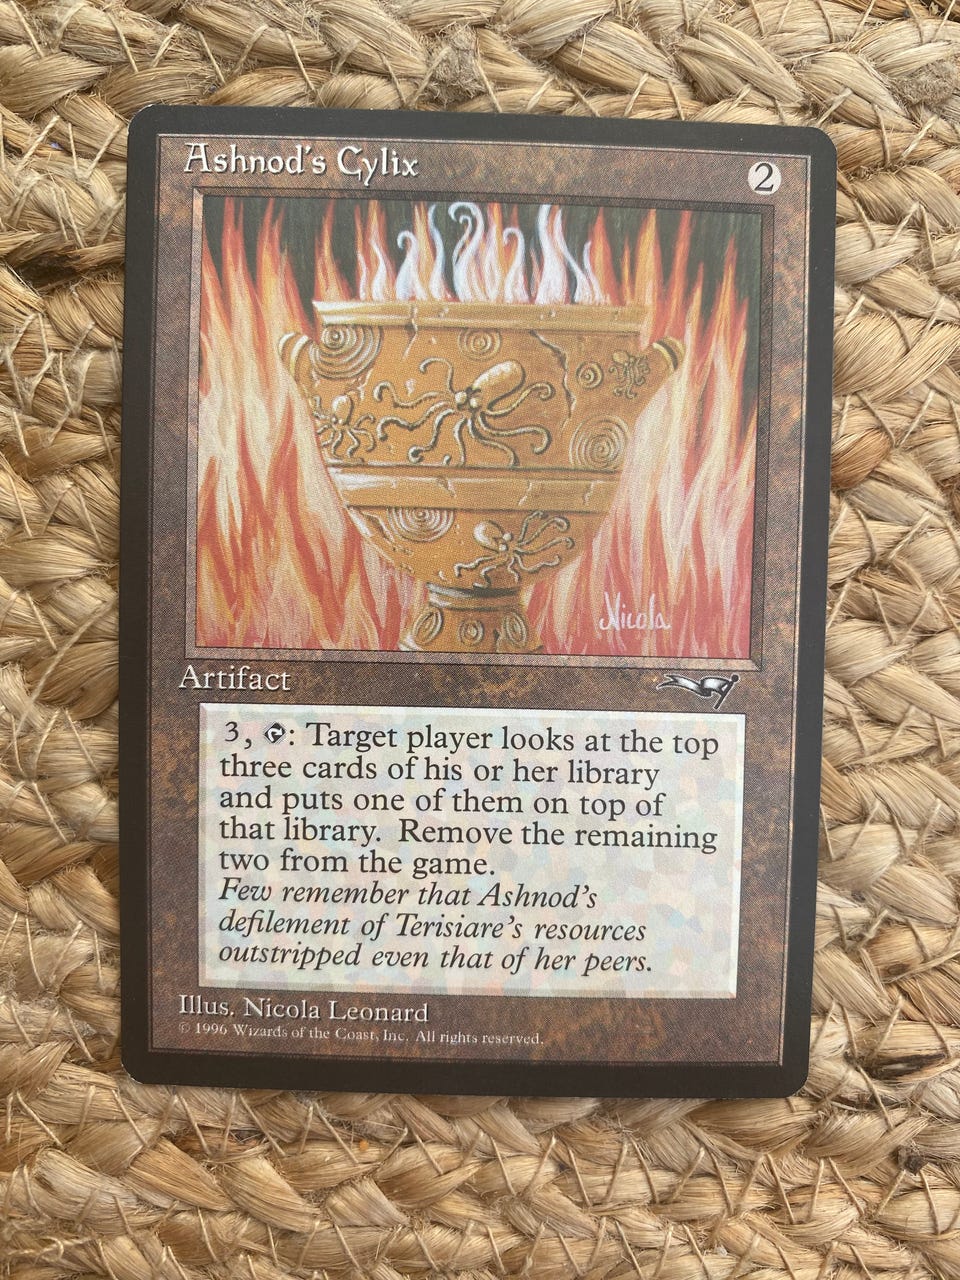 Ashnod's Cylix
2
Nicola
Artifact
3, : Target player looks at the top
three cards of his or her library
and puts one of them on top of
that library. Remove the remaining
two from the game.
Few remember that Ashnod's
defilement of Terisiare's resources
outstripped even that of her peers.
Illus. Nicola Leonard
© 1996 Wizards of the Coast, Inc. All rights reserved.